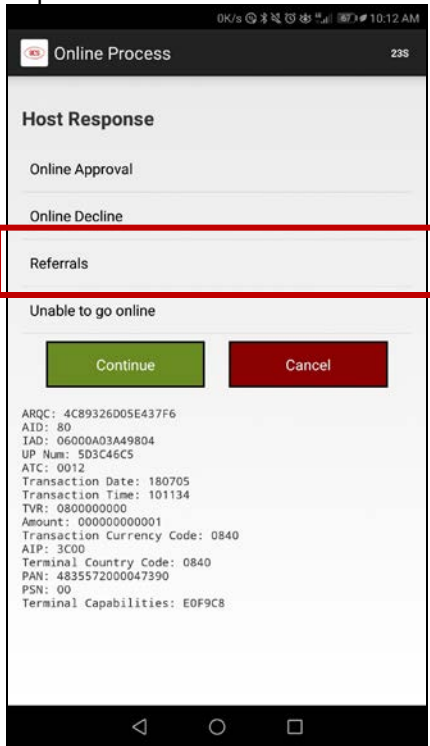 0K/s 10:12 AM
Online Process 23S
Host Response
Online Approval
Online Decline
Referrals
Unable to go online
Continue Cancel
ARQC: 4C89326D05E437F6
AID: 80
IAD: 06000A03A49804
UP Num: 5D3C46C5
ATC: 0012
Transaction Date: 180705
Transaction Time: 101134
TVR: 0800000000
Amount: 000000000001
Transaction Currency Code: 0840
AIP: 3C00
Terminal Country Code: 0840
PAN: 4835572000047390
PSN: 00
Terminal Capabilities: E0F9C8